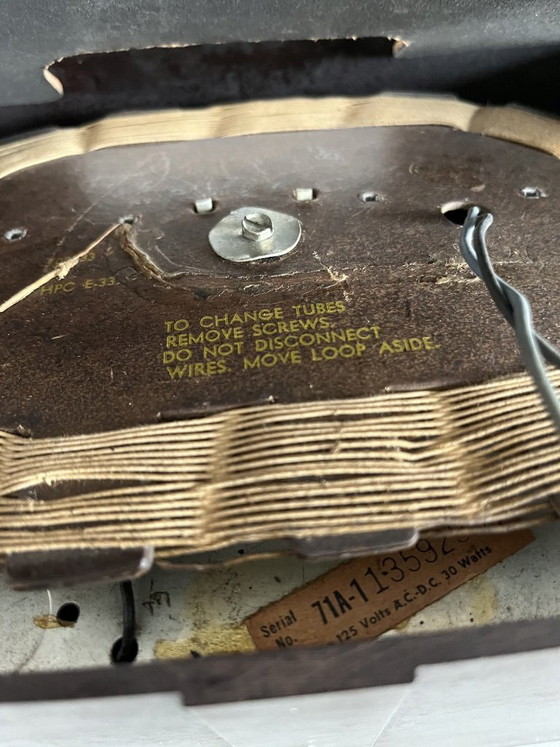 HPC E-33.
TO CHANGE TUBES
REMOVE SCREWS.
DO NOT DISCONNECT
WIRES. MOVE LOOP ASIDE.
Serial
No. 71A-113592
125 Volts A.C.-D.C. 30 Watts